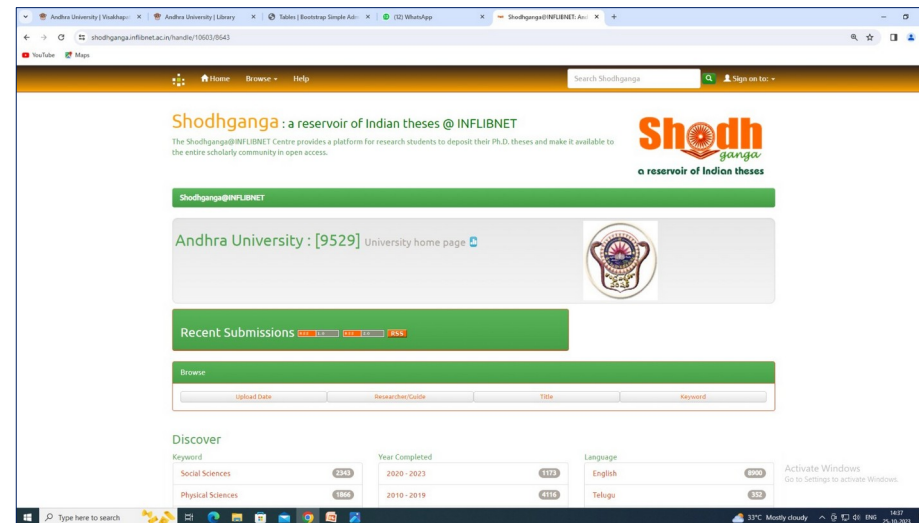 Andhra University | Visakhapat
Andhra University | Library
Tables | Bootstrap Simple Adm
(12) WhatsApp
Shodhganga@INFLIBNET: And
shodhganga.inflibnet.ac.in/handle/10603/8643
YouTube
Maps
Home
Browse
Help
Search Shodhganga
Sign on to:
Shodhganga : a reservoir of Indian theses @ INFLIBNET
The Shodhganga@INFLIBNET Centre provides a platform for research students to deposit their Ph.D. theses and make it available to
the entire scholarly community in open access.
Shodh
ganga
a reservoir of Indian theses
Shodhganga@INFLIBNET
Andhra University : [9529] University home page
Recent Submissions RSS
Browse
Upload Date
Researcher/Guide
Title
Keyword
Discover
Keyword
Year Completed
Language
Social Sciences 2343
2020 - 2023 1173
English 8900
Physical Sciences 1866
2010 - 2019 4116
Telugu 352
Activate Windows
Go to Settings to activate Windows.
Type here to search
33°C Mostly cloudy
ENG
14:37
25-10-2023